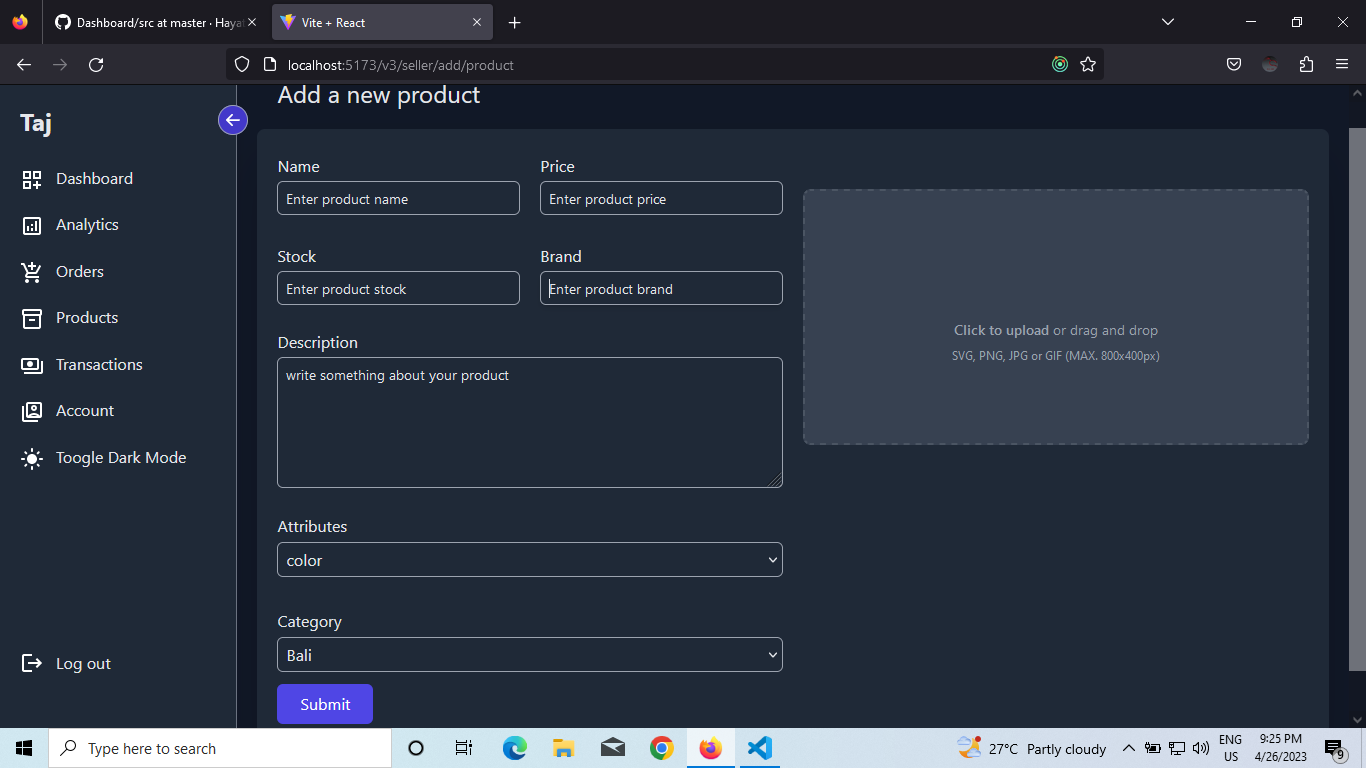 Dashboard/src at master · Haya
Vite + React
localhost:5173/v3/seller/add/product
Taj
Dashboard
Analytics
Orders
Products
Transactions
Account
Toogle Dark Mode
Log out
Add a new product
Name
Price
Enter product name
Enter product price
Stock
Brand
Enter product stock
Enter product brand
Description
write something about your product
Click to upload or drag and drop
SVG, PNG, JPG or GIF (MAX. 800x400px)
Attributes
color
Category
Bali
Submit
Type here to search
27°C Partly cloudy
ENG
US
9:25 PM
4/26/2023
9